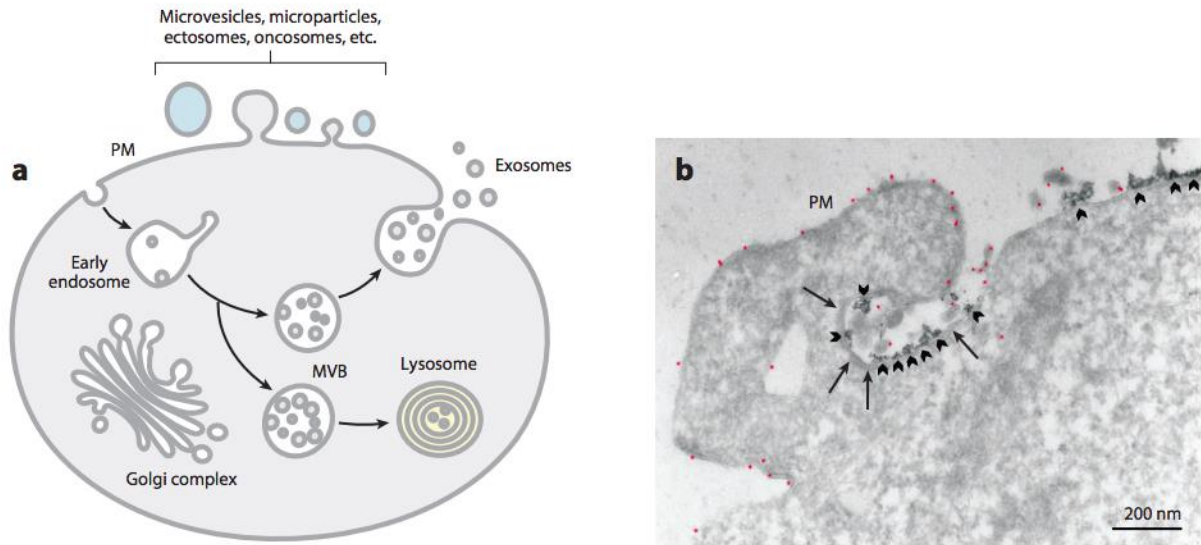 Microvesicles, microparticles,
ectosomes, oncosomes, etc.
a
PM
Exosomes
Early
endosome
MVB
Lysosome
Golgi complex
b
PM
200 nm